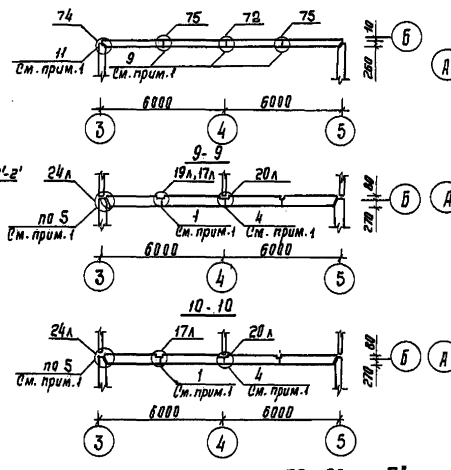 74 75 72 75
11 9
См. прим. 1 См. прим. 1
10
260
Б А
6000 6000
3 4 5
9-9
2'-2'
24л 19л,17л 20л
80
270
Б А
по 5 1 4
См. прим. 1 См. прим. 1 См. прим. 1
6000 6000
3 4 5
10-10
24л 17л 20л
80
270
Б А
по 5 1 4
См. прим. 1 См. прим. 1 См. прим. 1
6000 6000
3 4 5